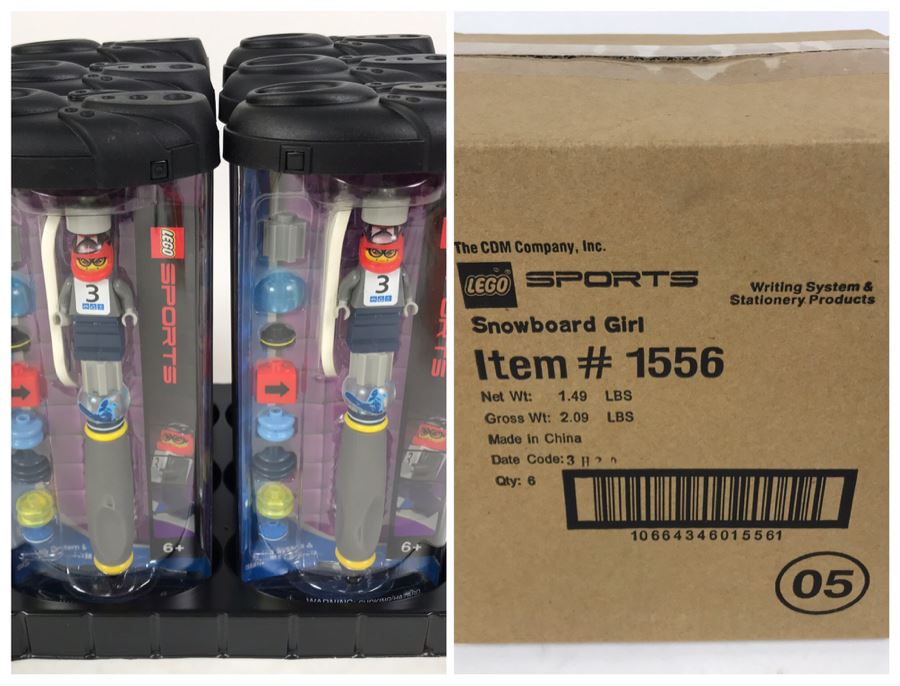 LEGO
SPORTS
3
6+
LEGO
SPORTS
3
6+
WARNING:
The CDM Company, Inc.
LEGO SPORTS
Writing System &
Stationery Products
Snowboard Girl
Item # 1556
Net Wt: 1.49 LBS
Gross Wt: 2.09 LBS
Made in China
Date Code: 3
Qty: 6
10664346015561
05